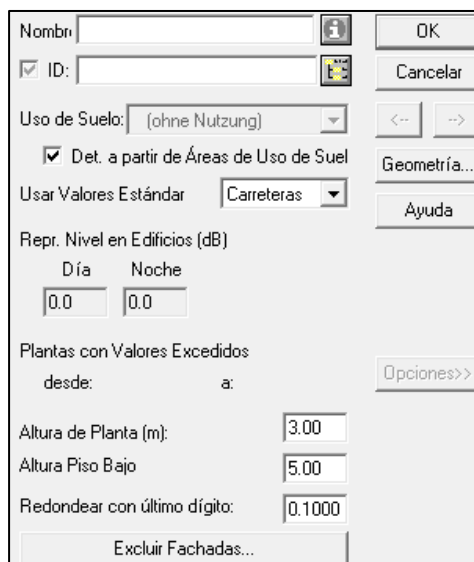 Nombr
OK
ID:
Cancelar
Uso de Suelo: (ohne Nutzung) <-- -->
Det. a partir de Áreas de Uso de Suel
Geometría...
Usar Valores Estándar Carreteras
Ayuda
Repr. Nivel en Edificios (dB)
Día Noche
0.0 0.0
Plantas con Valores Excedidos
desde: a:
Opciones>>
Altura de Planta (m): 3.00
Altura Piso Bajo 5.00
Redondear con último dígito: 0.1000
Excluir Fachadas...